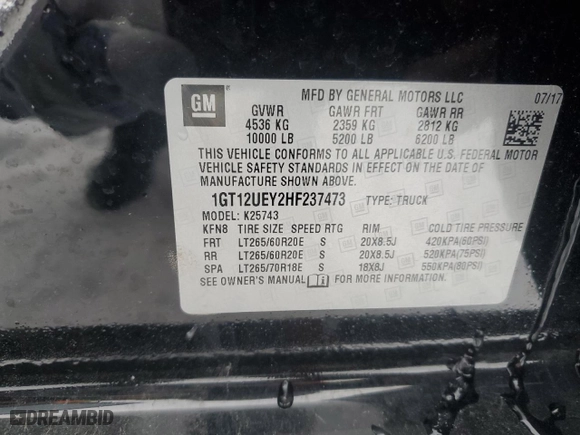 GM
MFD BY GENERAL MOTORS LLC 07/17
GVWR GAWR FRT GAWR RR
4536 KG 2359 KG 2812 KG
10000 LB 5200 LB 6200 LB
THIS VEHICLE CONFORMS TO ALL APPLICABLE U.S. FEDERAL MOTOR
VEHICLE SAFETY STANDARDS IN EFFECT ON THE DATE OF
MANUFACTURE SHOWN ABOVE.
1GT12UEY2HF237473 TYPE: TRUCK
MODEL: K25743
KFN8 TIRE SIZE SPEED RTG RIM COLD TIRE PRESSURE
FRT LT265/60R20E S 20X8.5J 420KPA(60PSI)
RR LT265/60R20E S 20X8.5J 520KPA(75PSI)
SPA LT265/70R18E S 18X8J 550KPA(80PSI)
SEE OWNER'S MANUAL FOR MORE INFORMATION.
DREAMBID